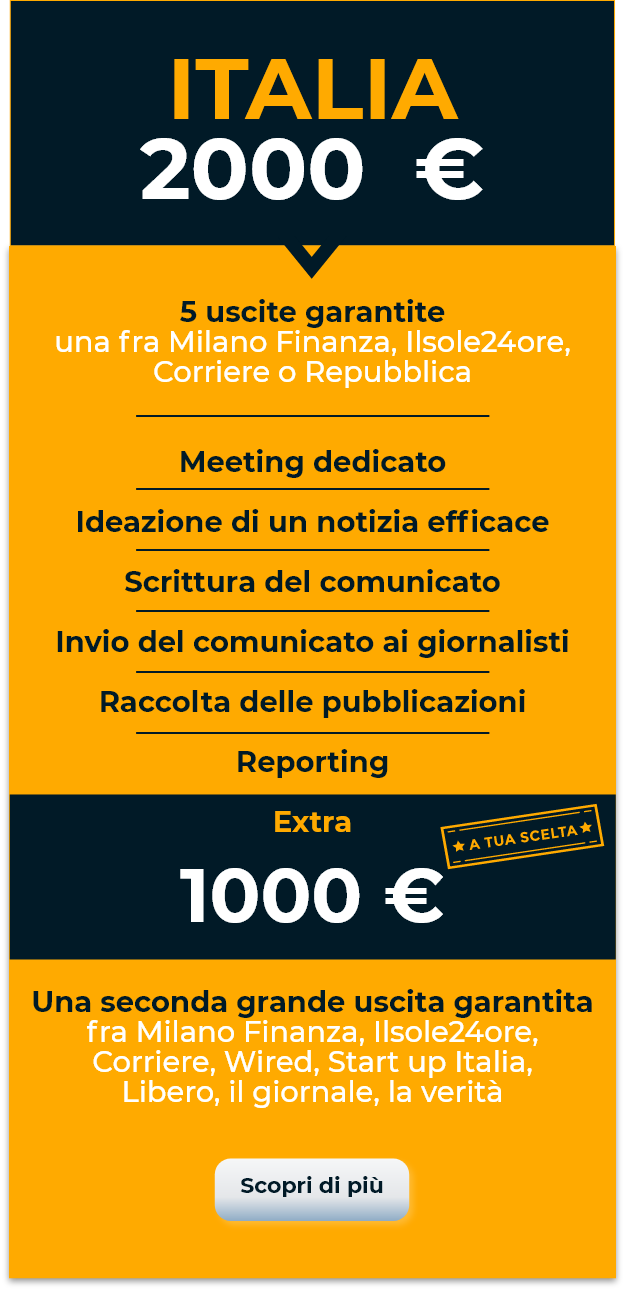 ITALIA
2000 €
5 uscite garantite
una fra Milano Finanza, Ilsole24ore,
Corriere o Repubblica
Meeting dedicato
Ideazione di un notizia efficace
Scrittura del comunicato
Invio del comunicato ai giornalisti
Raccolta delle pubblicazioni
Reporting
Extra
A TUA SCELTA
1000 €
Una seconda grande uscita garantita
fra Milano Finanza, Ilsole24ore,
Corriere, Wired, Start up Italia,
Libero, il giornale, la verità
Scopri di più